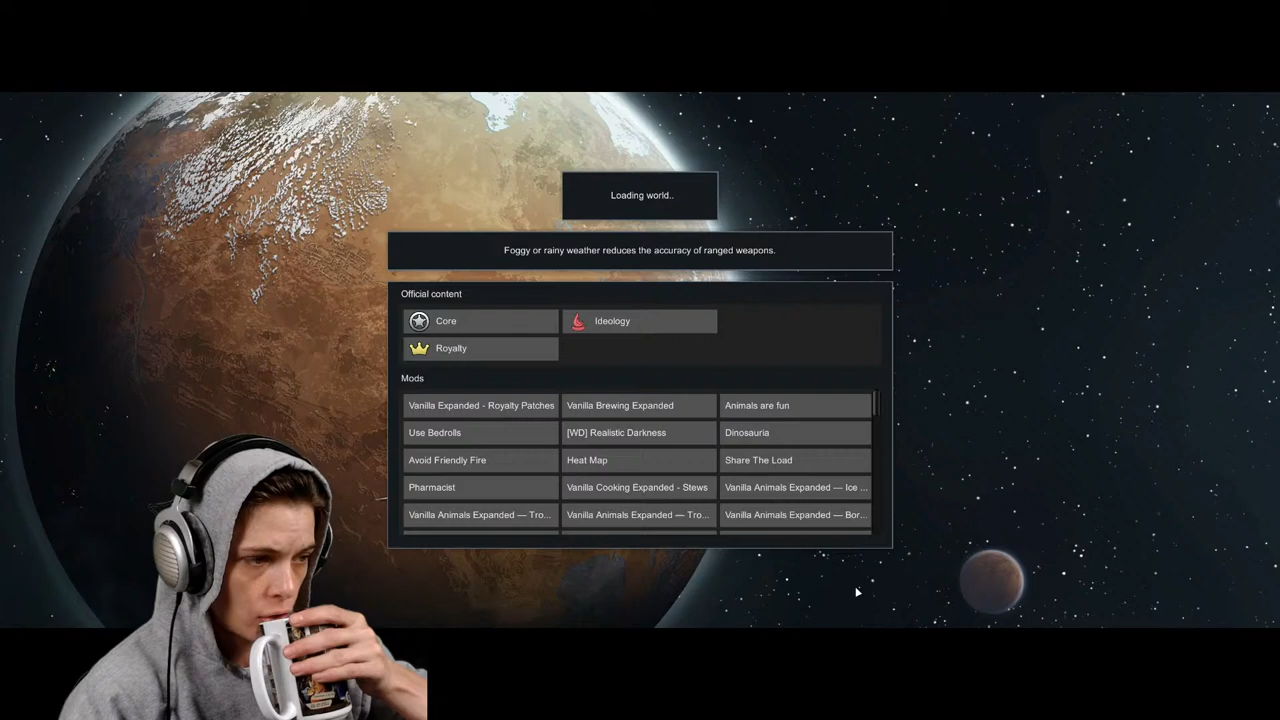 Loading world..
Foggy or rainy weather reduces the accuracy of ranged weapons.
Official content
Core
Ideology
Royalty
Mods
Vanilla Expanded - Royalty Patches
Vanilla Brewing Expanded
Animals are fun
Use Bedrolls
[WD] Realistic Darkness
Dinosauria
Avoid Friendly Fire
Heat Map
Share The Load
Pharmacist
Vanilla Cooking Expanded - Stews
Vanilla Animals Expanded — Ice ...
Vanilla Animals Expanded — Tro...
Vanilla Animals Expanded — Tro...
Vanilla Animals Expanded — Bor...